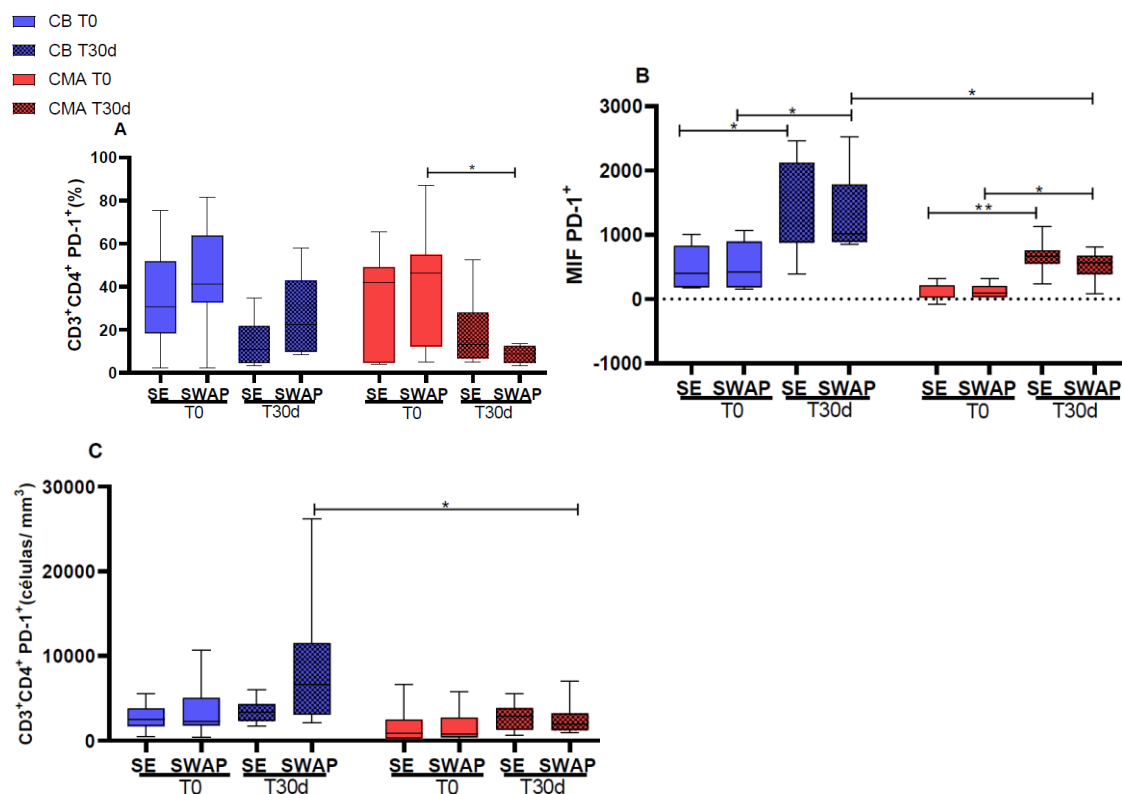 CB T0
CB T30d
CMA T0
CMA T30d
A
CD3+CD4+ PD-1+(%)
100
80
60
40
20
0
*
SE SWAP SE SWAP SE SWAP SE SWAP
T0 T30d T0 T30d
B
MIF PD-1+
3000
2000
1000
0
-1000
* * *
** *
SE SWAP SE SWAP SE SWAP SE SWAP
T0 T30d T0 T30d
C
CD3+CD4+ PD-1+(células/ mm³)
30000
20000
10000
0
*
SE SWAP SE SWAP SE SWAP SE SWAP
T0 T30d T0 T30d